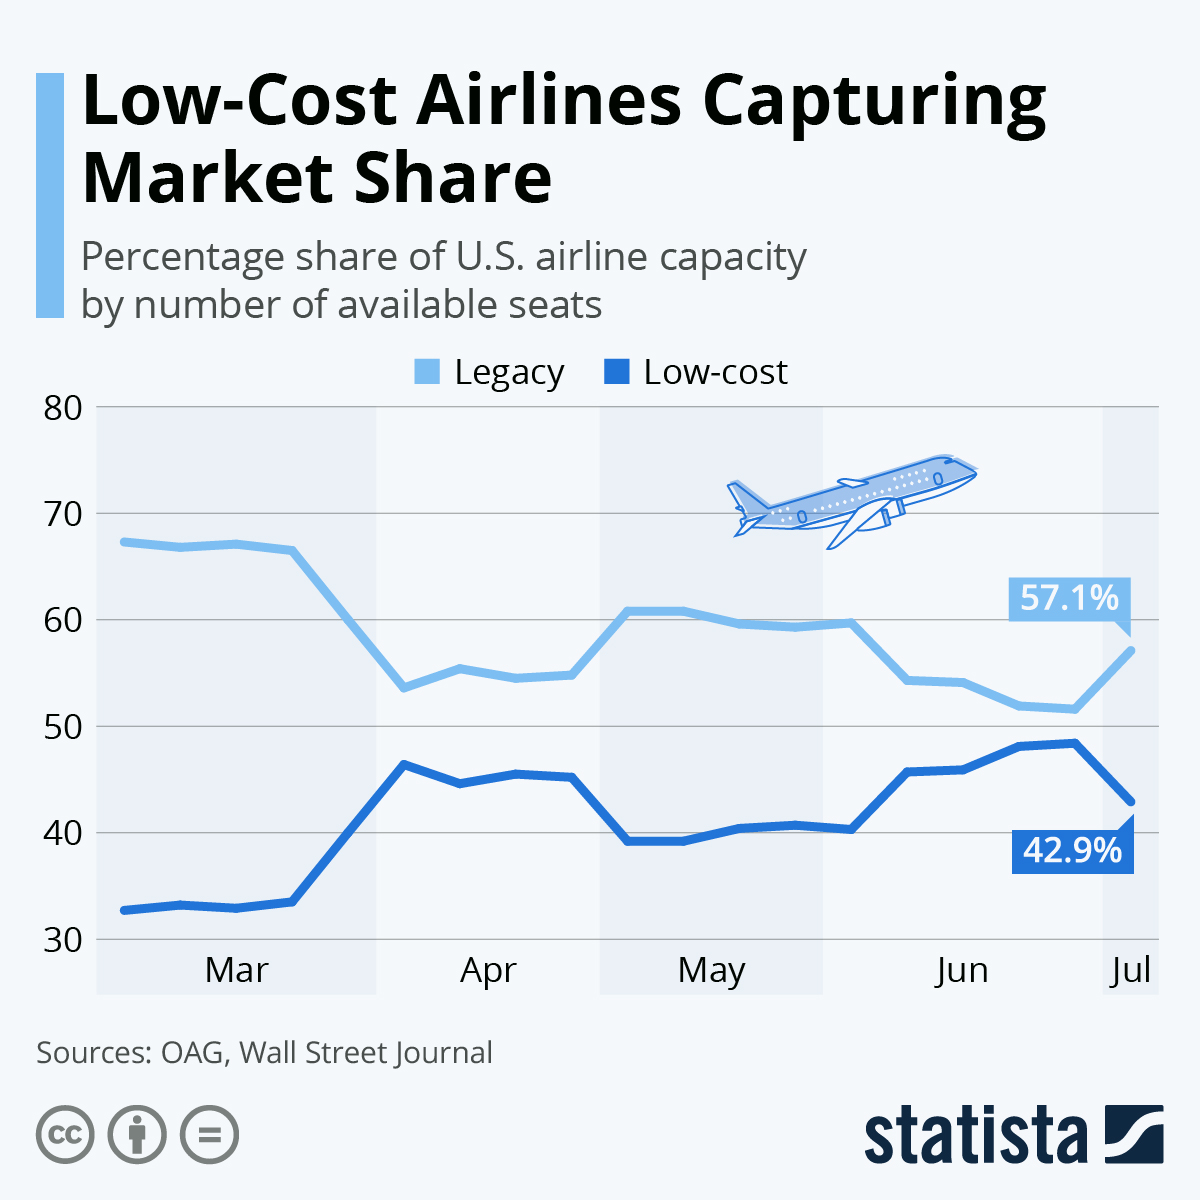 Low-Cost Airlines Capturing
Market Share
Percentage share of U.S. airline capacity
by number of available seats
Legacy Low-cost
80
70
60
50
40
30
57.1%
42.9%
Mar Apr May Jun Jul
Sources: OAG, Wall Street Journal
cc
statista